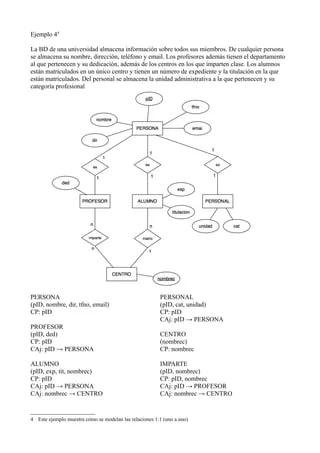 Ejemplo 4⁴
La BD de una universidad almacena información sobre todos sus miembros. De cualquier persona
se almacena su nombre, dirección, teléfono y email. Los profesores además tienen el departamento
al que pertenecen y su dedicación, además de los centros en los que imparten clase. Los alumnos
están matriculados en un único centro y tienen un número de expediente y la titulación en la que
están matriculados. Del personal se almacena la unidad administrativa a la que pertenecen y su
categoría profesional
pID
tfno
nombre
PERSONA
email
dir
1
1
1
es
es
es
1
1
1
ded
exp
PROFESOR
ALUMNO
PERSONAL
titulacion
n
n
unidad
cat
imparte
matric
n
1
CENTRO
nombrec
PERSONA
(pID, nombre, dir, tfno, email)
CP: pID
PROFESOR
(pID, ded)
CP: pID
CAj: pID → PERSONA
ALUMNO
(pID, exp, tit, nombrec)
CP: pID
CAj: pID → PERSONA
CAj: nombrec → CENTRO
PERSONAL
(pID, cat, unidad)
CP: pID
CAj: pID → PERSONA
CENTRO
(nombrec)
CP: nombrec
IMPARTE
(pID, nombrec)
CP: pID, nombrec
CAj: pID → PROFESOR
CAj: nombrec → CENTRO
4 Este ejemplo muestra cómo se modelan las relaciones 1:1 (uno a uno)